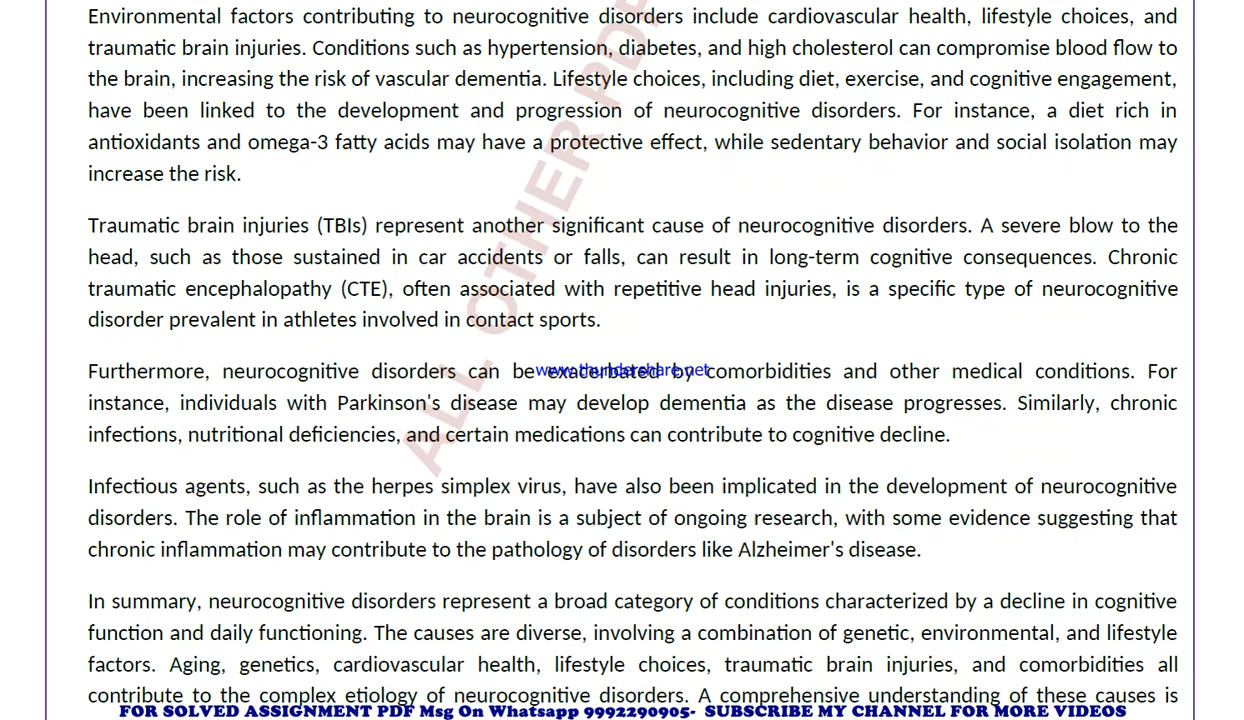 Environmental factors contributing to neurocognitive disorders include cardiovascular health, lifestyle choices, and
traumatic brain injuries. Conditions such as hypertension, diabetes, and high cholesterol can compromise blood flow to
the brain, increasing the risk of vascular dementia. Lifestyle choices, including diet, exercise, and cognitive engagement,
have been linked to the development and progression of neurocognitive disorders. For instance, a diet rich in
antioxidants and omega-3 fatty acids may have a protective effect, while sedentary behavior and social isolation may
increase the risk.
Traumatic brain injuries (TBIs) represent another significant cause of neurocognitive disorders. A severe blow to the
head, such as those sustained in car accidents or falls, can result in long-term cognitive consequences. Chronic
traumatic encephalopathy (CTE), often associated with repetitive head injuries, is a specific type of neurocognitive
disorder prevalent in athletes involved in contact sports.
Furthermore, neurocognitive disorders can be exacerbated by comorbidities and other medical conditions. For
www.thundershare.net
instance, individuals with Parkinson's disease may develop dementia as the disease progresses. Similarly, chronic
infections, nutritional deficiencies, and certain medications can contribute to cognitive decline.
Infectious agents, such as the herpes simplex virus, have also been implicated in the development of neurocognitive
disorders. The role of inflammation in the brain is a subject of ongoing research, with some evidence suggesting that
chronic inflammation may contribute to the pathology of disorders like Alzheimer's disease.
In summary, neurocognitive disorders represent a broad category of conditions characterized by a decline in cognitive
function and daily functioning. The causes are diverse, involving a combination of genetic, environmental, and lifestyle
factors. Aging, genetics, cardiovascular health, lifestyle choices, traumatic brain injuries, and comorbidities all
contribute to the complex etiology of neurocognitive disorders. A comprehensive understanding of these causes is
FOR SOLVED ASSIGNMENT PDF Msg On Whatsapp 9992290905- SUBSCRIBE MY CHANNEL FOR MORE VIDEOS
ALL OTHER PDF